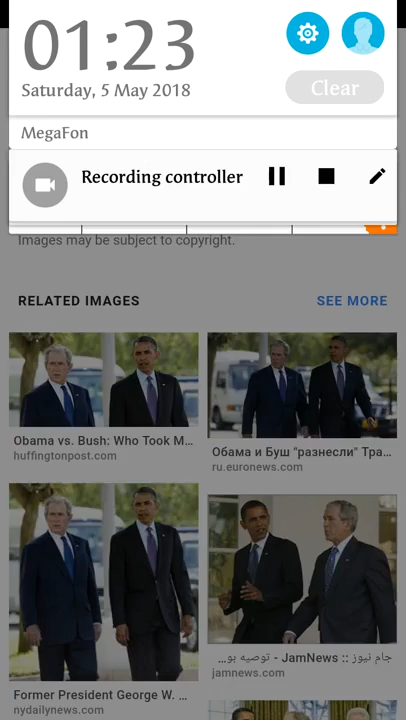 01:23
Saturday, 5 May 2018
Clear
MegaFon
Recording controller
Images may be subject to copyright.
RELATED IMAGES
SEE MORE
Obama vs. Bush: Who Took M...
huffingtonpost.com
Обама и Буш "разнесли" Тра...
ru.euronews.com
جام نیوز :: JamNews - توصیه بو...
jamnews.com
Former President George W. ...
nydailynews.com